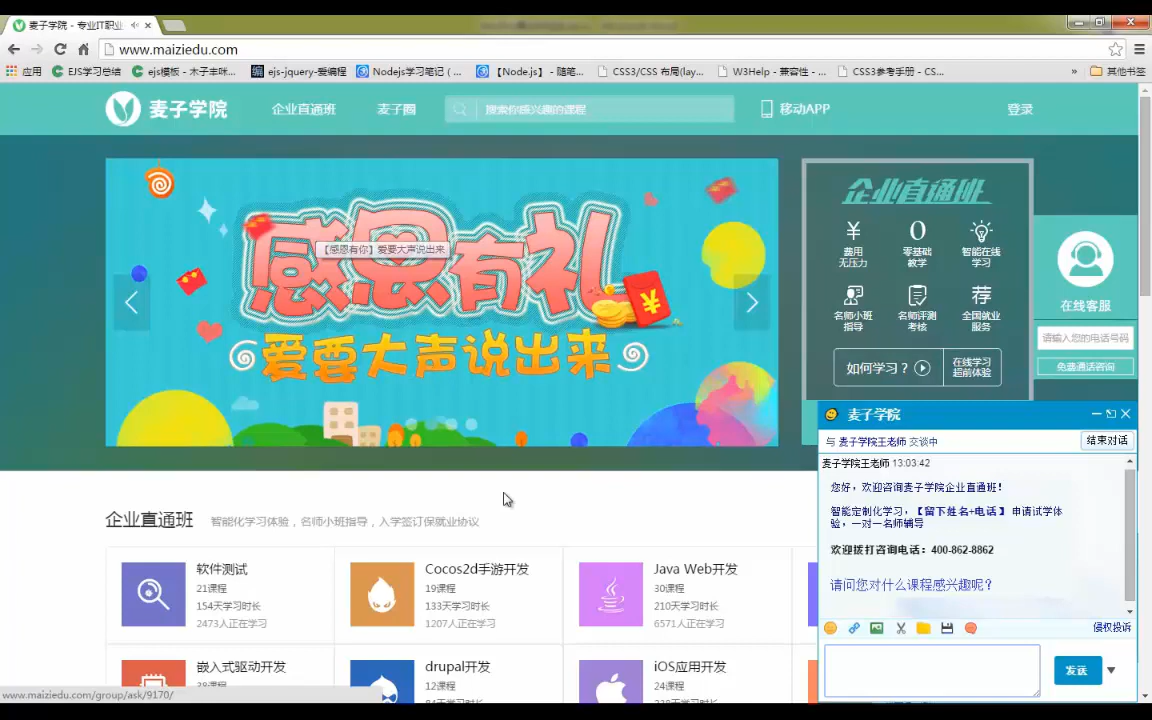 麦子学院 - 专业IT职业
www.maiziedu.com
应用
EJS学习总结
ejs模板 - 木子丰咪...
ejs-jquery-爱编程
Nodejs学习笔记 ( ...
【Node.js】 - 随笔...
CSS3/CSS 布局(lay...
W3Help - 兼容性 - ...
CSS3参考手册 - CS...
»
其他书签
麦子学院
企业直通班
麦子圈
搜索你感兴趣的课程
移动APP
登录
感恩有礼
【感恩有你】爱要大声说出来
爱要大声说出来
企业直通班
费用
无压力
零基础
教学
智能在线
学习
名师小班
指导
名师评测
考核
荐
全国就业
服务
如何学习？
在线学习
超前体验
在线客服
请输入您的电话号码
免费通话咨询
麦子学院
与 麦子学院王老师 交谈中
结束对话
麦子学院王老师 13:03:42
您好，欢迎咨询麦子学院企业直通班！
智能定制化学习，【留下姓名+电话】 申请试学体
验，一对一名师辅导
欢迎拨打咨询电话：400-862-8862
请问您对什么课程感兴趣呢？
侵权投诉
发送
企业直通班
智能化学习体验，名师小班指导，入学签订保就业协议
软件测试
21课程
154天学习时长
2473人正在学习
Cocos2d手游开发
19课程
133天学习时长
1207人正在学习
Java Web开发
30课程
210天学习时长
6571人正在学习
嵌入式驱动开发
drupal开发
12课程
iOS应用开发
24课程
www.maiziedu.com/group/ask/9170/